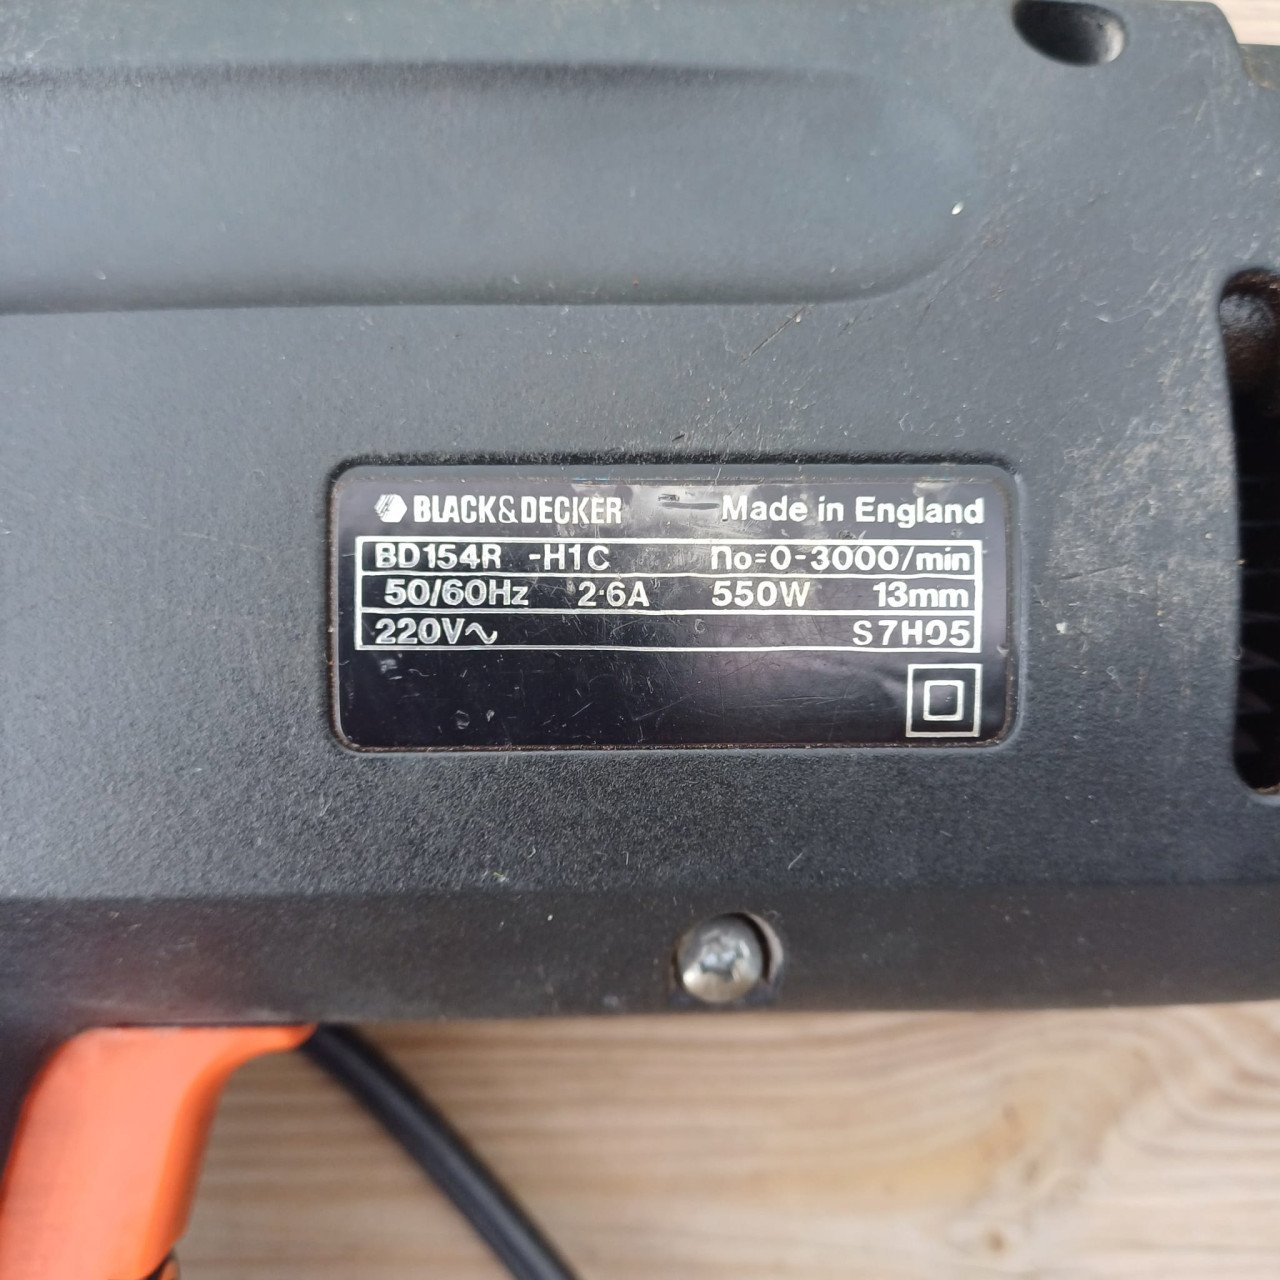 BLACK&DECKER Made in England
BD154R -H1C no=0-3000/min
50/60Hz 2·6A 550W 13mm
220V~ S7H05